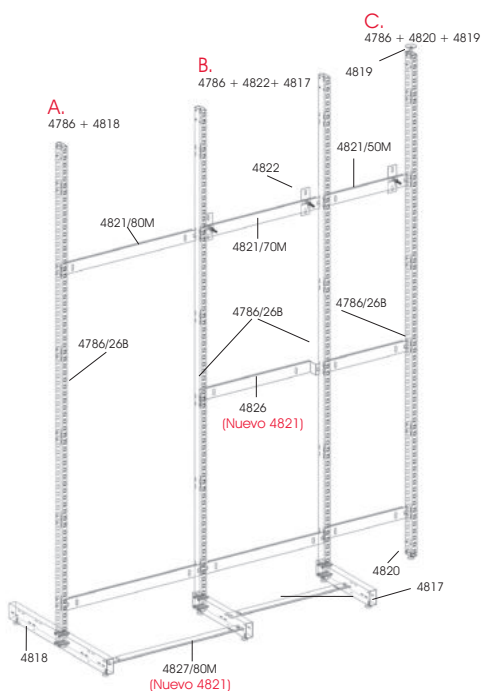 C.
4786 + 4820 + 4819
4819
B.
4786 + 4822+ 4817
A.
4786 + 4818
4821/50M
4822
4821/80M
4821/70M
4786/26B
4786/26B
4786/26B
4826
(Nuevo 4821)
4820
4817
4818
4827/80M
(Nuevo 4821)